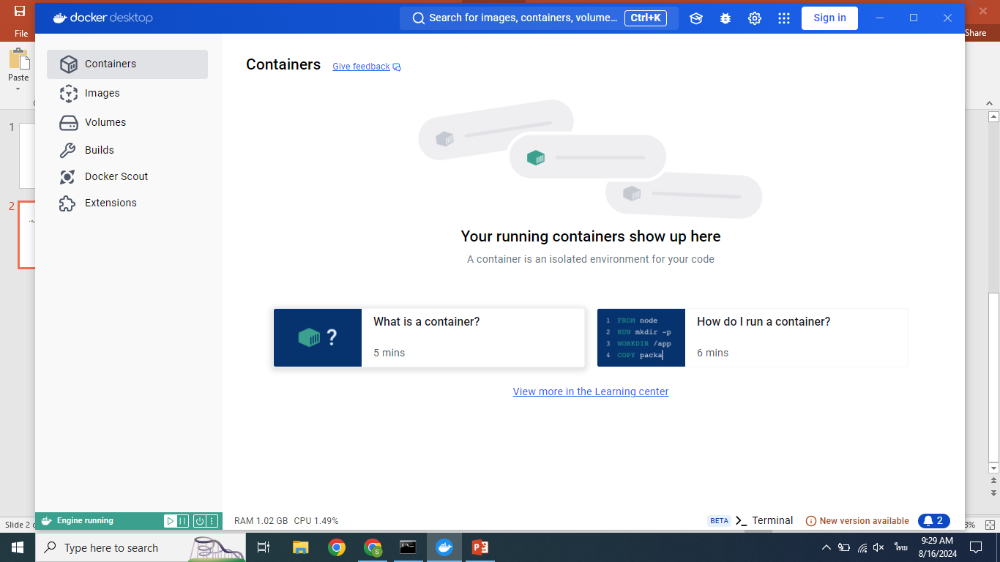 docker desktop
Search for images, containers, volume... Ctrl+K
Sign in
File
Share
Paste
Containers
Images
Volumes
Builds
Docker Scout
Extensions
1
2
Containers
Give feedback
Your running containers show up here
A container is an isolated environment for your code
?
What is a container?
5 mins
1 FROM node
2 RUN mkdir -p
3 WORKDIR /app
4 COPY packa
How do I run a container?
6 mins
View more in the Learning center
Slide 2
Engine running
RAM 1.02 GB CPU 1.49%
BETA
Terminal
New version available
2
3%
Type here to search
ไทย
9:29 AM
8/16/2024